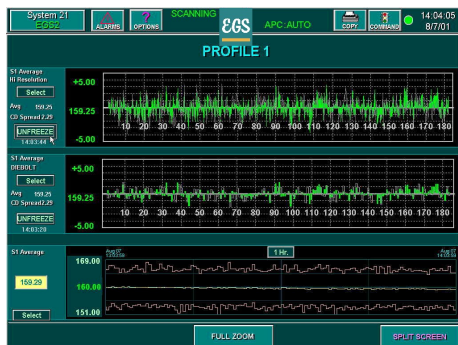 System 21
EGS2
ALARMS
OPTIONS
SCANNING
EGS
APC:AUTO
COPY
COMMAND
14:04:05
8/7/01
PROFILE 1
S1 Average
Hi Resolution
Select
Avg 159.25
CD Spread 2.29
UNFREEZE
14:03:44
+5.00
159.25
-5.00
10 20 30 40 50 60 70 80 90 100 110 120 130 140 150 160 170 180
S1 Average
DIEBOLT
Select
Avg 159.25
CD Spread 2.29
UNFREEZE
14:03:28
+5.00
159.25
-5.00
10 20 30 40 50 60 70 80 90 100 110 120 130 140 150 160 170 180
S1 Average
159.29
Select
169.00
160.00
151.00
Aug 07
1 Hr.
Aug 07
FULL ZOOM
SPLIT SCREEN